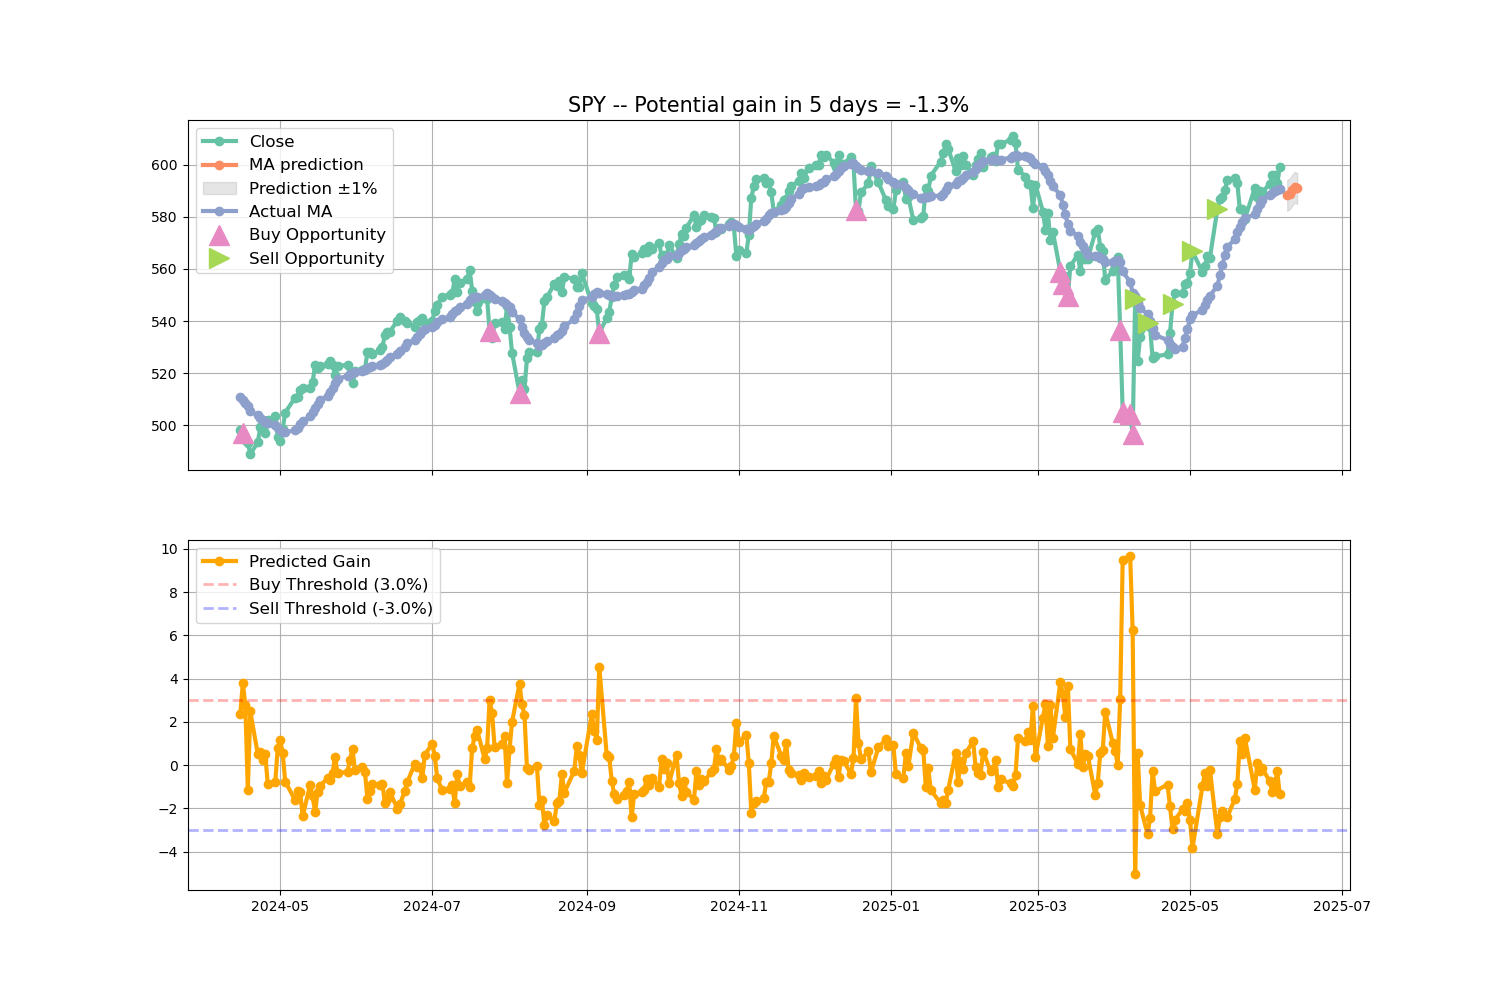 SPY -- Potential gain in 5 days = -1.3%
Close
MA prediction
Prediction ±1%
Actual MA
Buy Opportunity
Sell Opportunity
600
580
560
540
520
500
Predicted Gain
Buy Threshold (3.0%)
Sell Threshold (-3.0%)
10
8
6
4
2
0
−2
−4
2024-05 2024-07 2024-09 2024-11 2025-01 2025-03 2025-05 2025-07